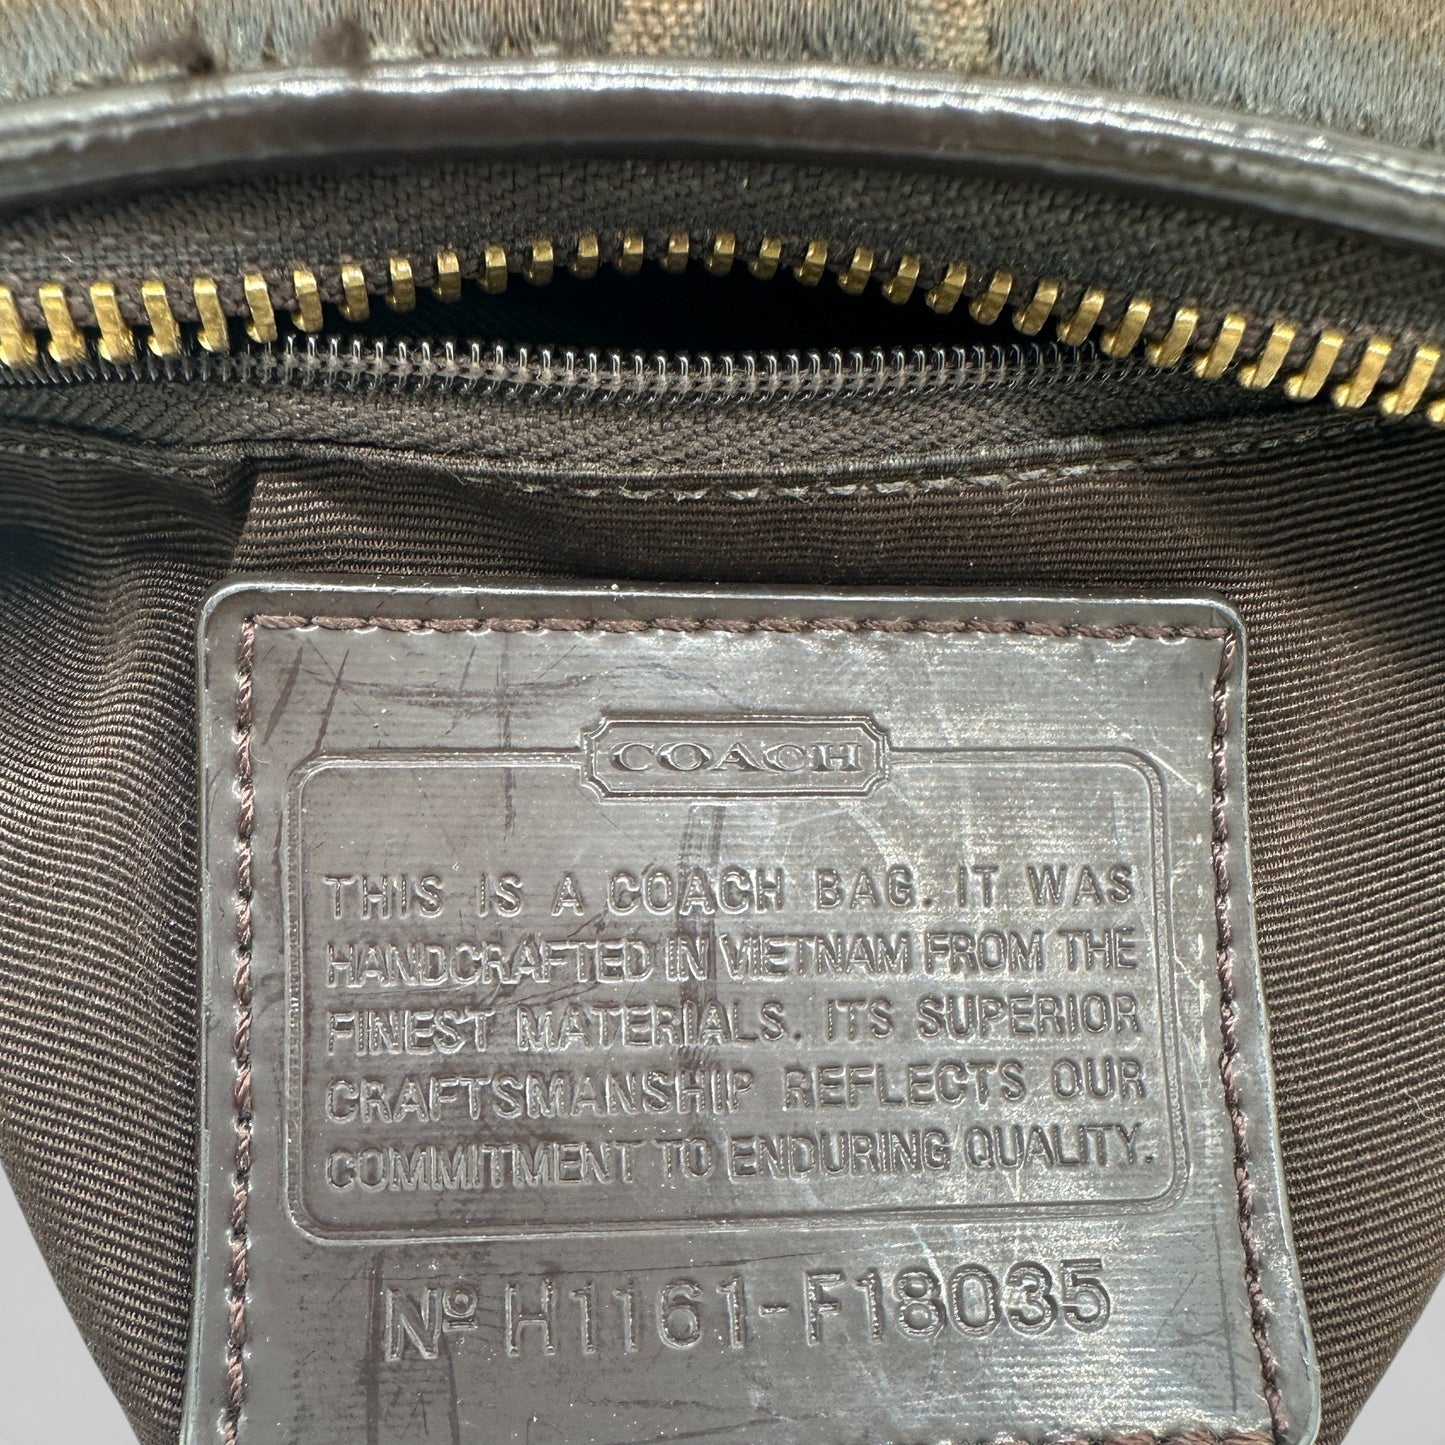 COACH
THIS IS A COACH BAG. IT WAS
HANDCRAFTED IN VIETNAM FROM THE
FINEST MATERIALS. ITS SUPERIOR
CRAFTSMANSHIP REFLECTS OUR
COMMITMENT TO ENDURING QUALITY.
Nº H1161-F18035